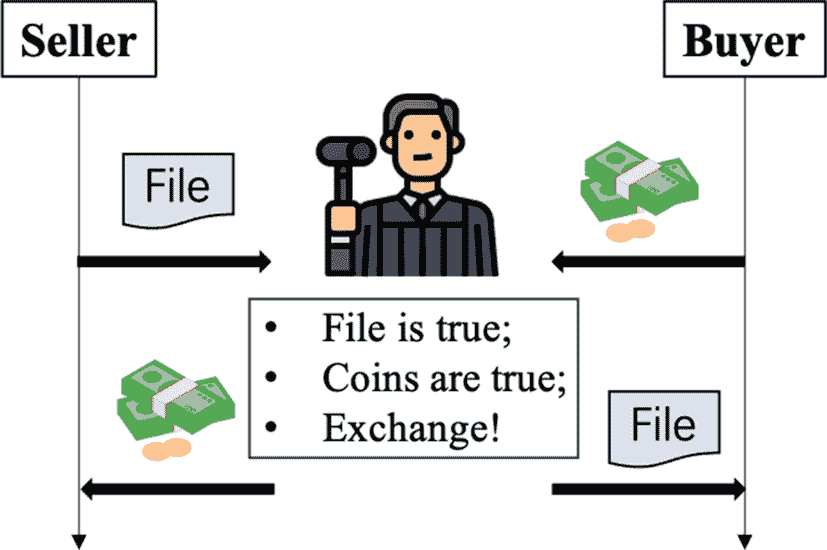 Seller
Buyer
File
• File is true;
• Coins are true;
• Exchange!
File